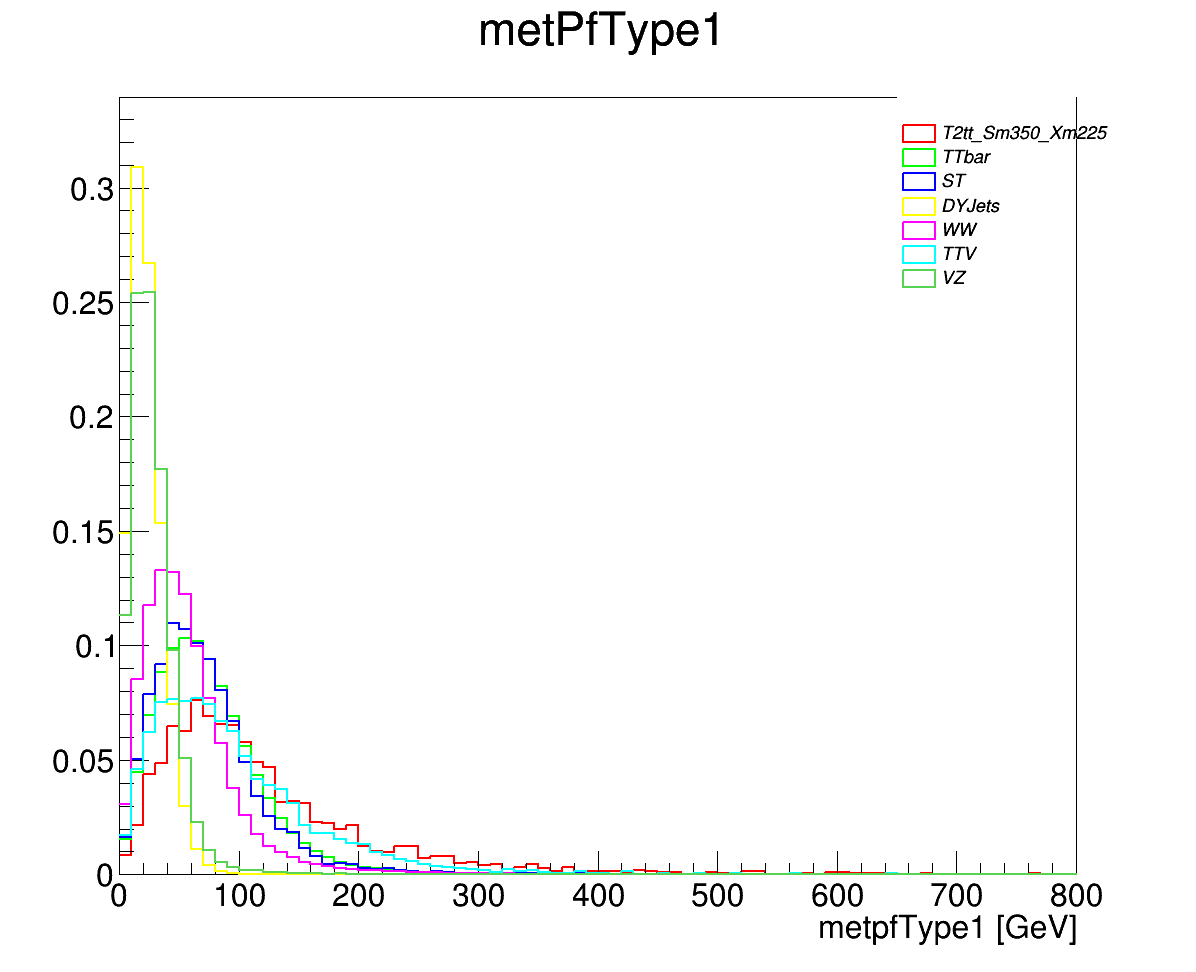 metPfType1
T2tt_Sm350_Xm225
TTbar
ST
DYJets
WW
TTV
VZ
0.3
0.25
0.2
0.15
0.1
0.05
0
0 100 200 300 400 500 600 700 800
metpfType1 [GeV]